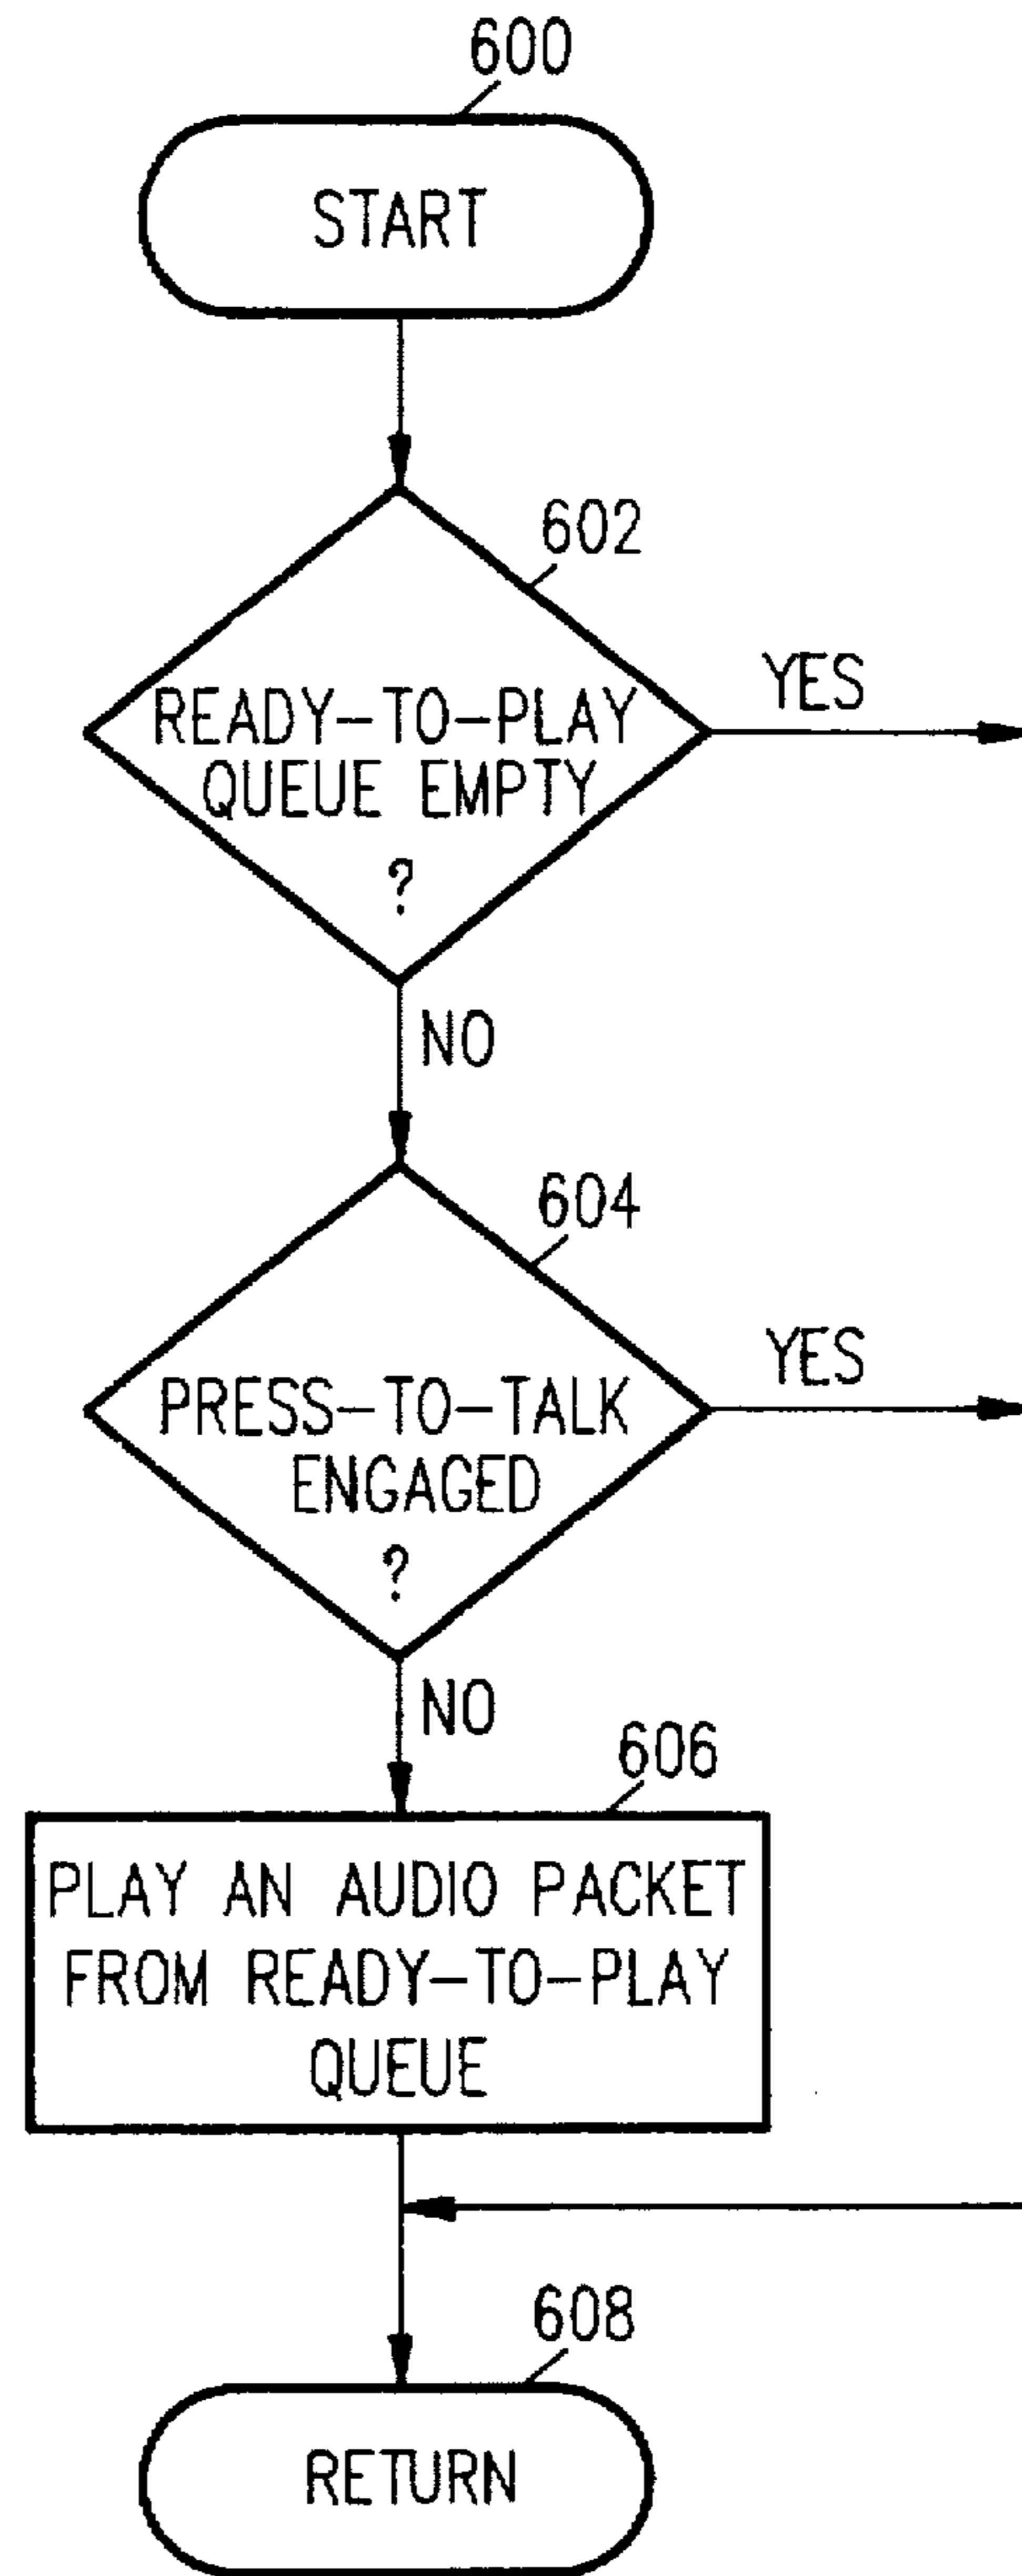 600
START
602
READY-TO-PLAY
QUEUE EMPTY
?
YES
NO
604
PRESS-TO-TALK
ENGAGED
?
YES
NO
606
PLAY AN AUDIO PACKET
FROM READY-TO-PLAY
QUEUE
608
RETURN